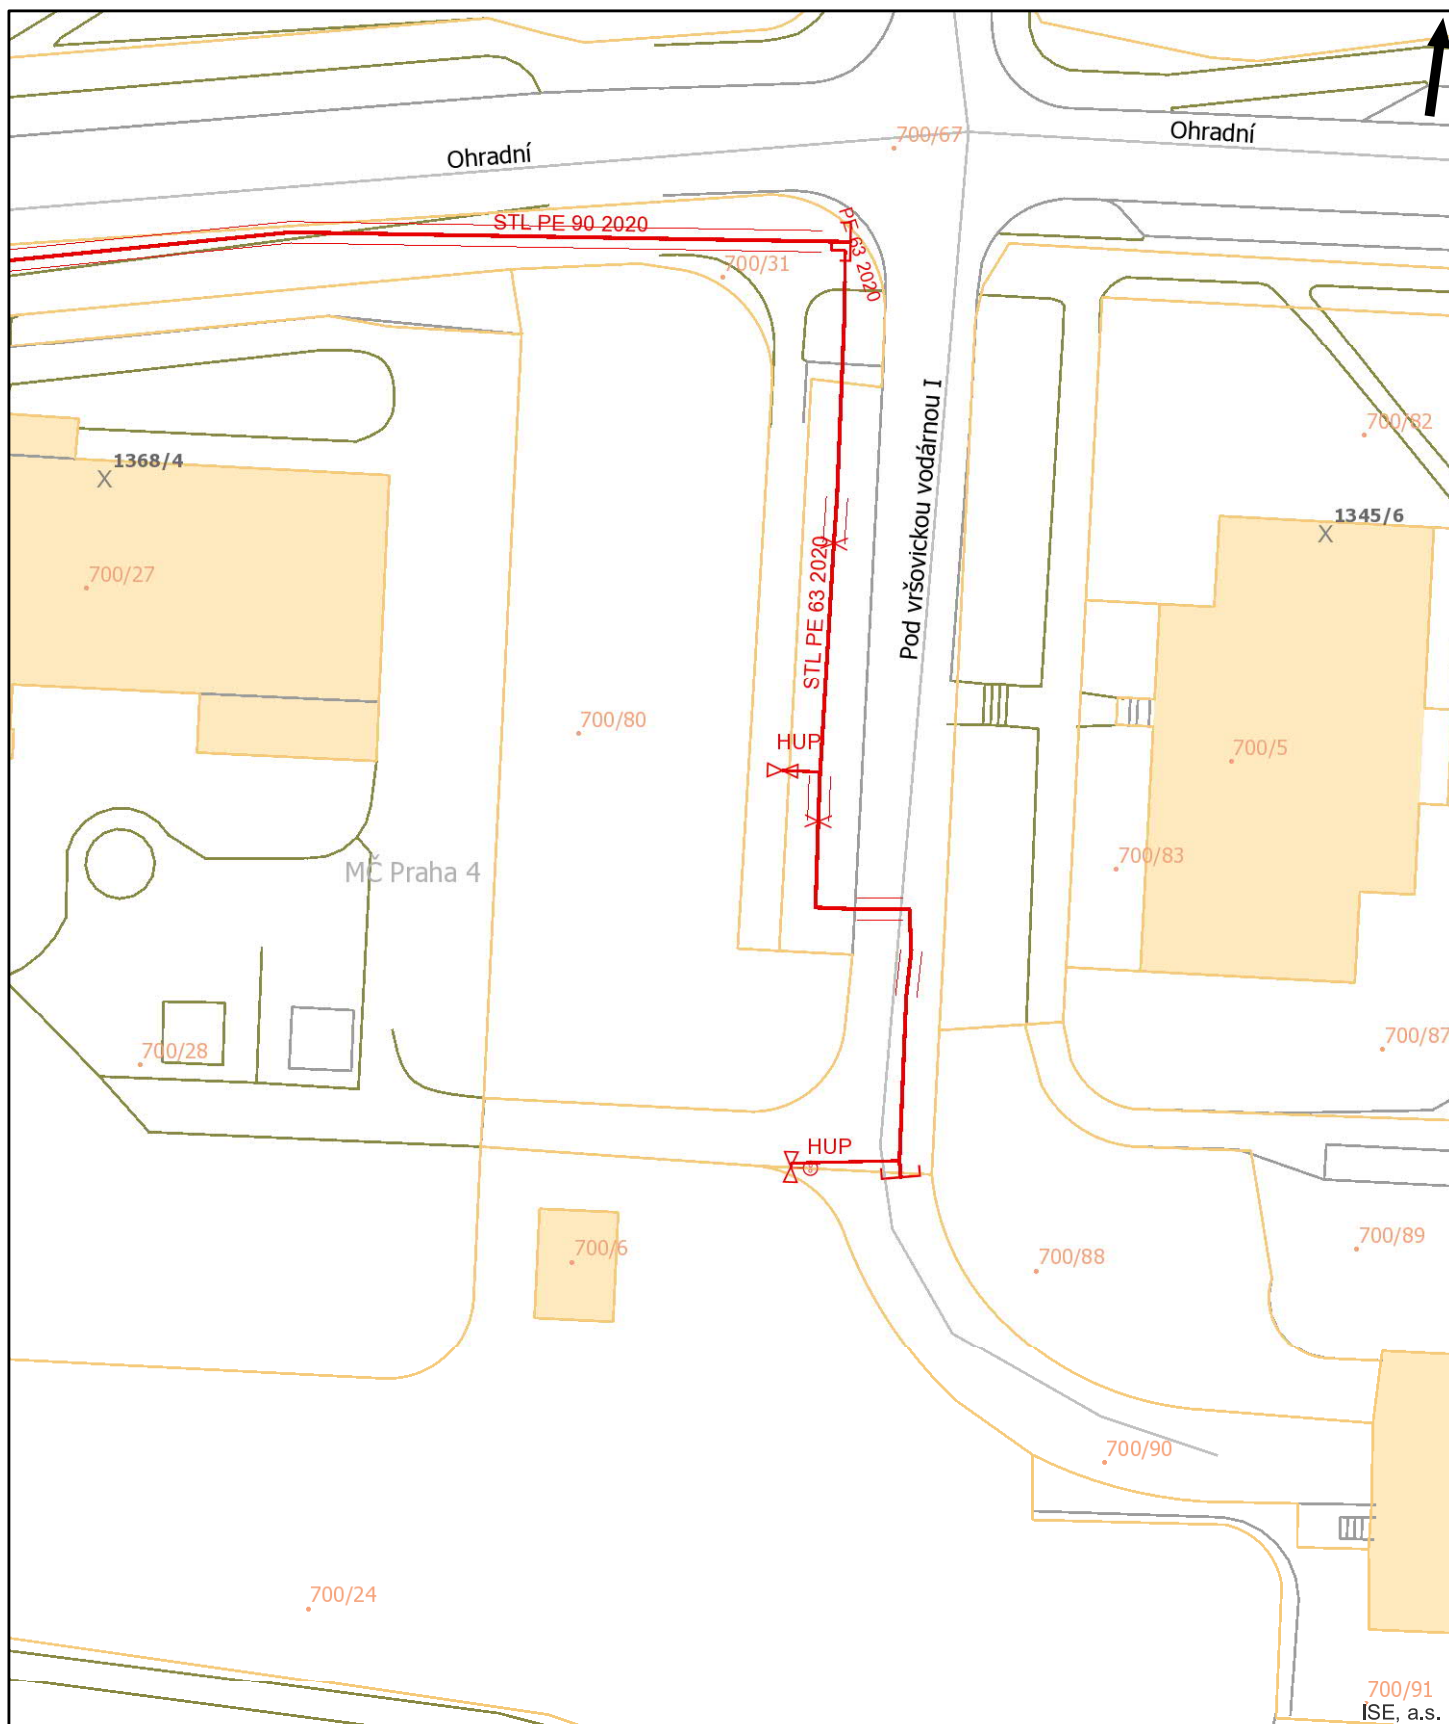 700/67
Ohradní
Ohradní
STL PE 90 2020
PE 63 2020
700/31
Pod vršovickou vodárnou I
700/82
1368/4
1345/6
700/27
STL PE 63 2020
700/80
HUP
700/5
700/83
MČ Praha 4
700/28
700/87
HUP
700/6
700/88
700/89
700/90
700/24
700/91
ISE, a.s.